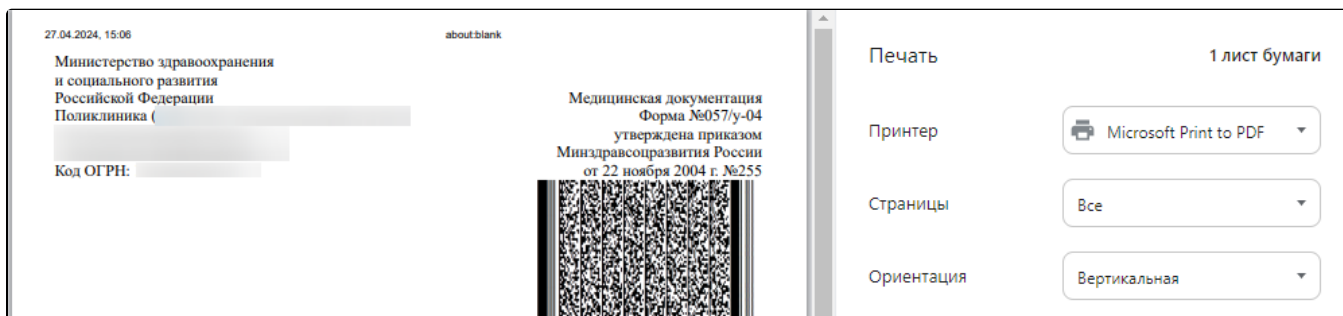 27.04.2024, 15:06
about:blank
Министерство здравоохранения
и социального развития
Российской Федерации
Поликлиника (
Код ОГРН:
Медицинская документация
Форма №057/у-04
утверждена приказом
Минздравсоцразвития России
от 22 ноября 2004 г. №255
Печать
1 лист бумаги
Принтер
Microsoft Print to PDF
Страницы
Все
Ориентация
Вертикальная